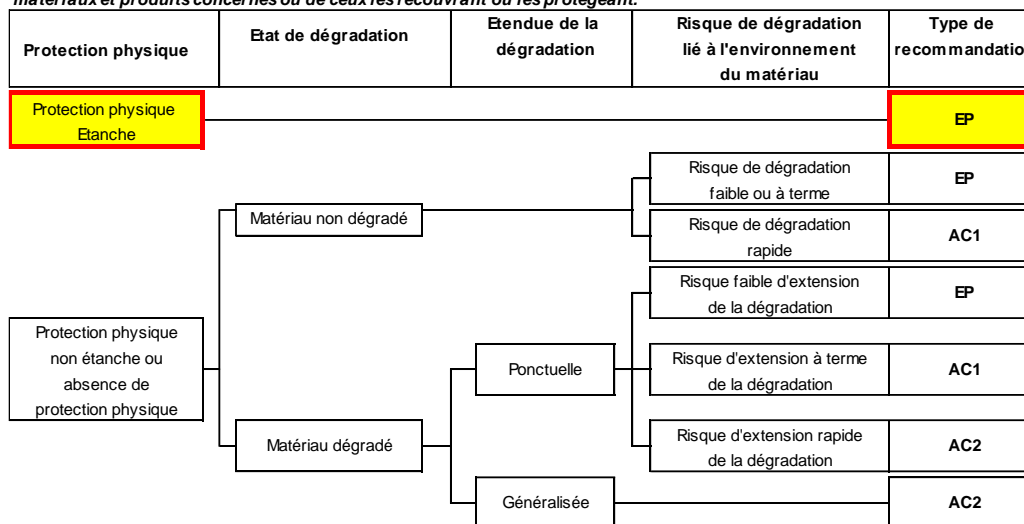 matériaux et produits concernés ou de ceux les recouvrant ou les protégeant.
Protection physique
Etat de dégradation
Etendue de la
dégradation
Risque de dégradation
lié à l'environnement
du matériau
Type de
recommandatio
Protection physique
Etanche
EP
Risque de dégradation
faible ou à terme
EP
Matériau non dégradé
Risque de dégradation
rapide
AC1
Risque faible d'extension
de la dégradation
EP
Protection physique
non étanche ou
absence de
protection physique
Ponctuelle
Risque d'extension à terme
de la dégradation
AC1
Matériau dégradé
Risque d'extension rapide
de la dégradation
AC2
Généralisée
AC2